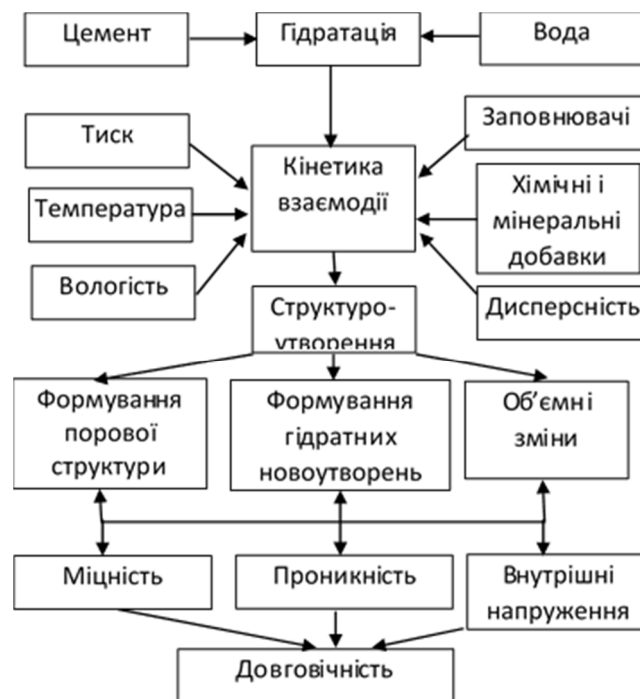 Цемент
Гідратація
Вода
Тиск
Заповнювачі
Кінетика
взаємодії
Температура
Хімічні і
мінеральні
добавки
Вологість
Дисперсність
Структуро-
утворення
Формування
порової
структури
Формування
гідратних
новоутворень
Об’ємні
зміни
Міцність
Проникність
Внутрішні
напруження
Довговічність